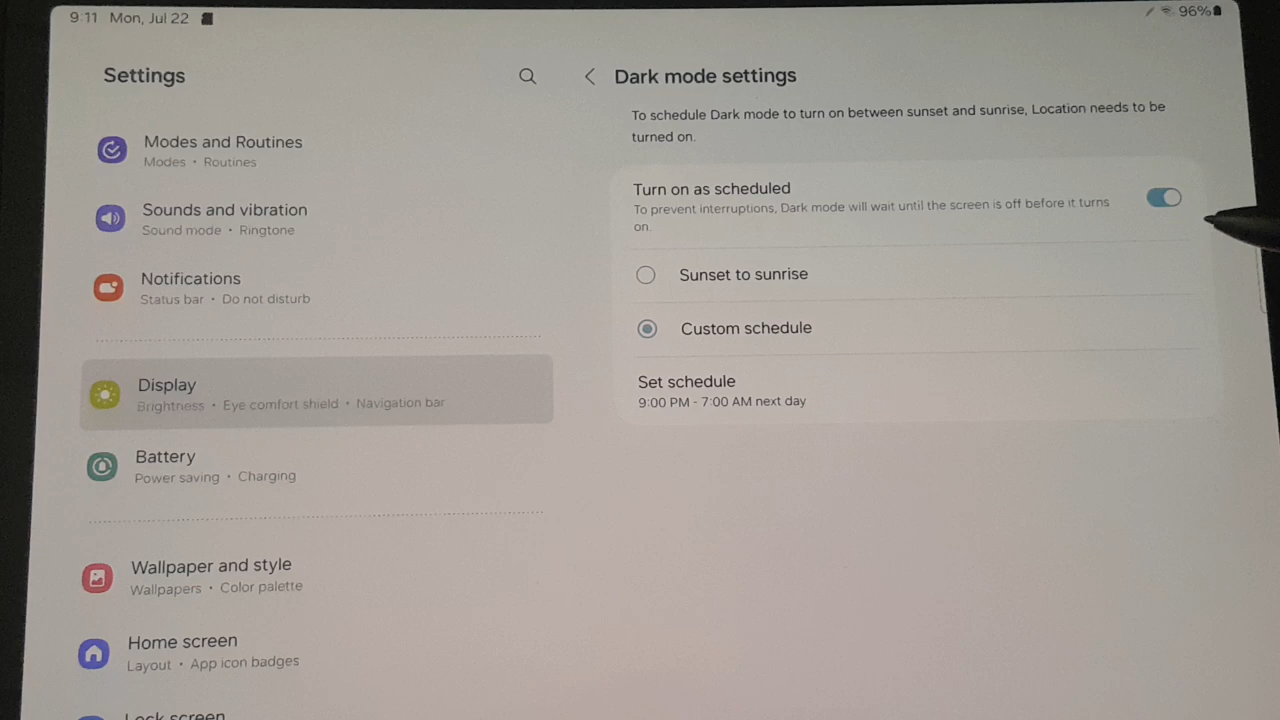 9:11 Mon, Jul 22
96%
Settings
Modes and Routines
Modes • Routines
Sounds and vibration
Sound mode • Ringtone
Notifications
Status bar • Do not disturb
Display
Brightness • Eye comfort shield • Navigation bar
Battery
Power saving • Charging
Wallpaper and style
Wallpapers • Color palette
Home screen
Layout • App icon badges
Lock screen
Dark mode settings
To schedule Dark mode to turn on between sunset and sunrise, Location needs to be
turned on.
Turn on as scheduled
To prevent interruptions, Dark mode will wait until the screen is off before it turns
on.
Sunset to sunrise
Custom schedule
Set schedule
9:00 PM - 7:00 AM next day